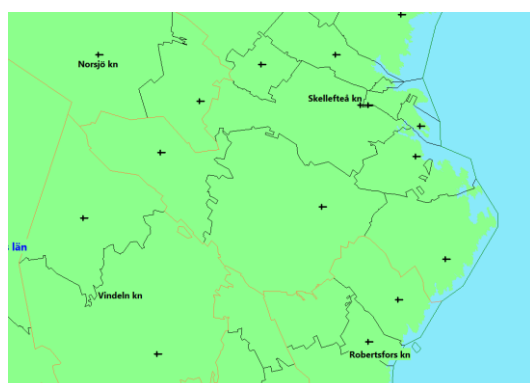 Norsjö kn
Skellefteå kn
s län
Vindeln kn
Robertsfors kn